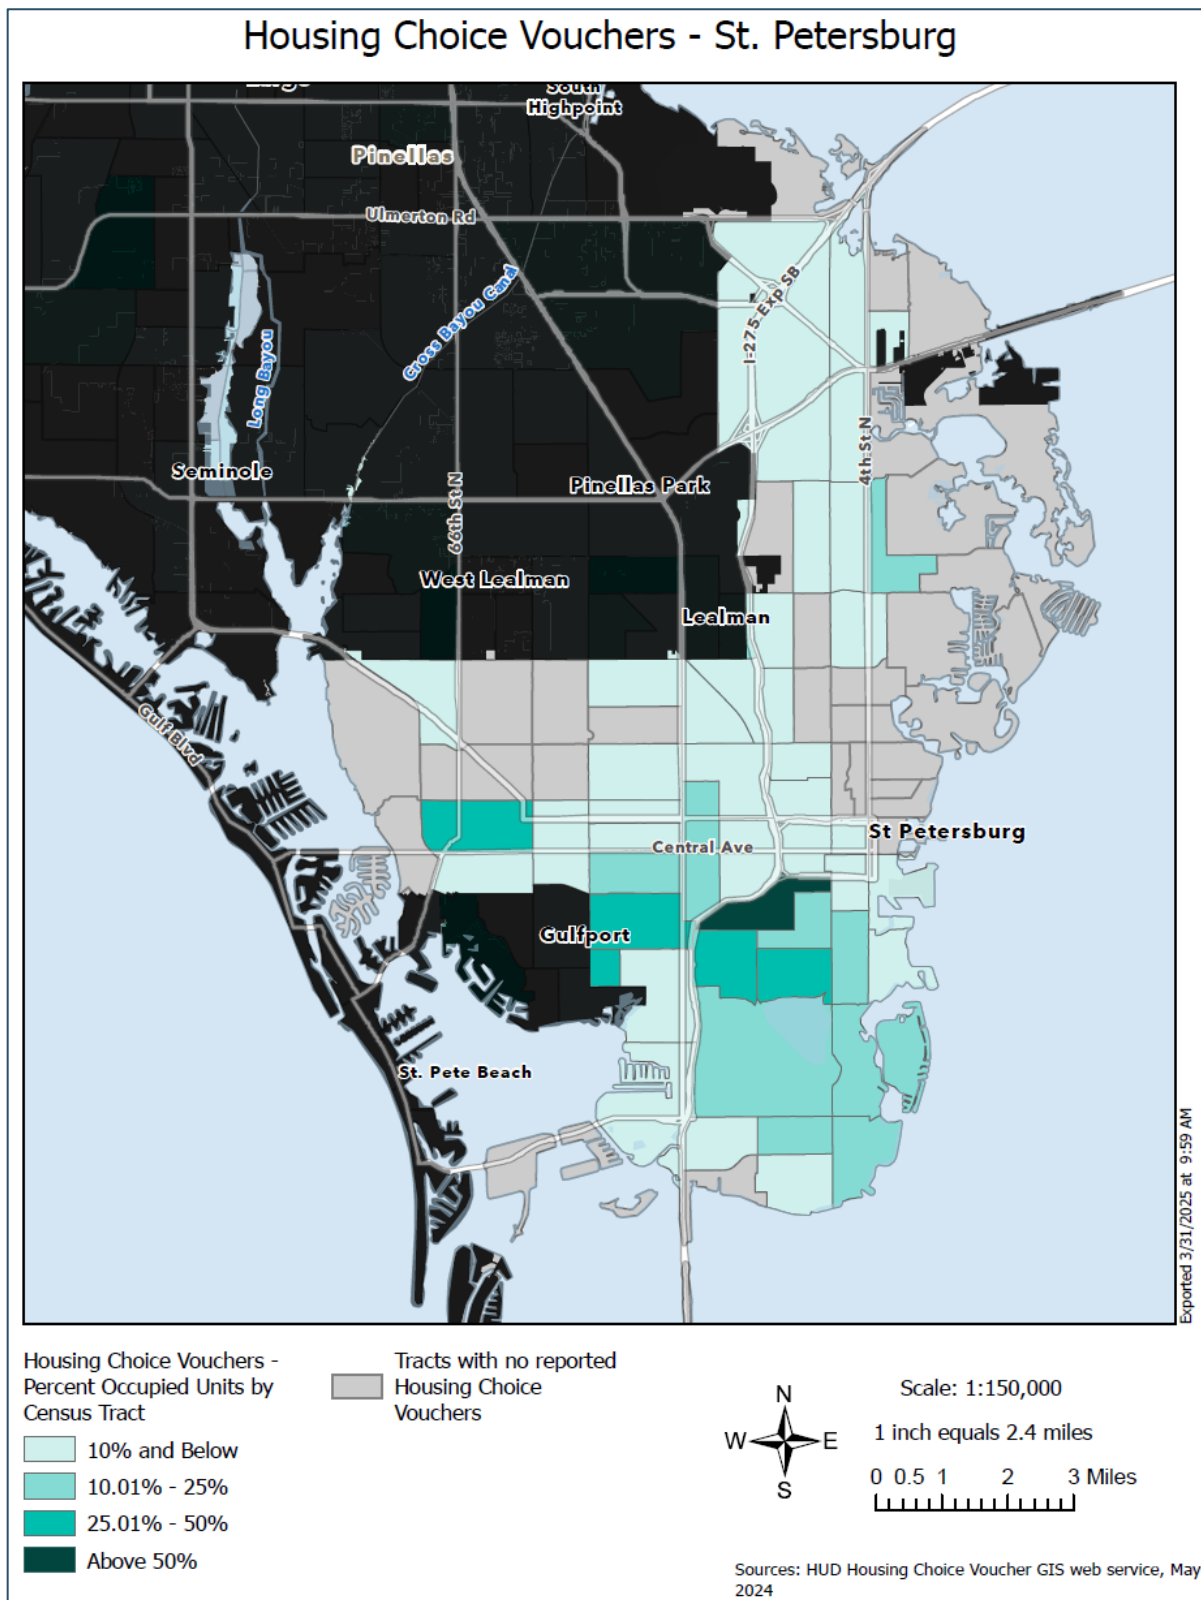 Housing Choice Vouchers - St. Petersburg
Largo
South
Highpoint
Pinellas
Ulmerton Rd
Cross Bayou Canal
I-275 Exp SB
Long Bayou
4th St N
Seminole
Pinellas Park
66th St N
West Lealman
Lealman
Gulf Blvd
St Petersburg
Central Ave
Gulfport
St. Pete Beach
Exported 3/31/2025 at 9:59 AM
Housing Choice Vouchers -
Percent Occupied Units by
Census Tract
10% and Below
10.01% - 25%
25.01% - 50%
Above 50%
Tracts with no reported
Housing Choice
Vouchers
N
W E
S
Scale: 1:150,000
1 inch equals 2.4 miles
0 0.5 1 2 3 Miles
Sources: HUD Housing Choice Voucher GIS web service, May
2024